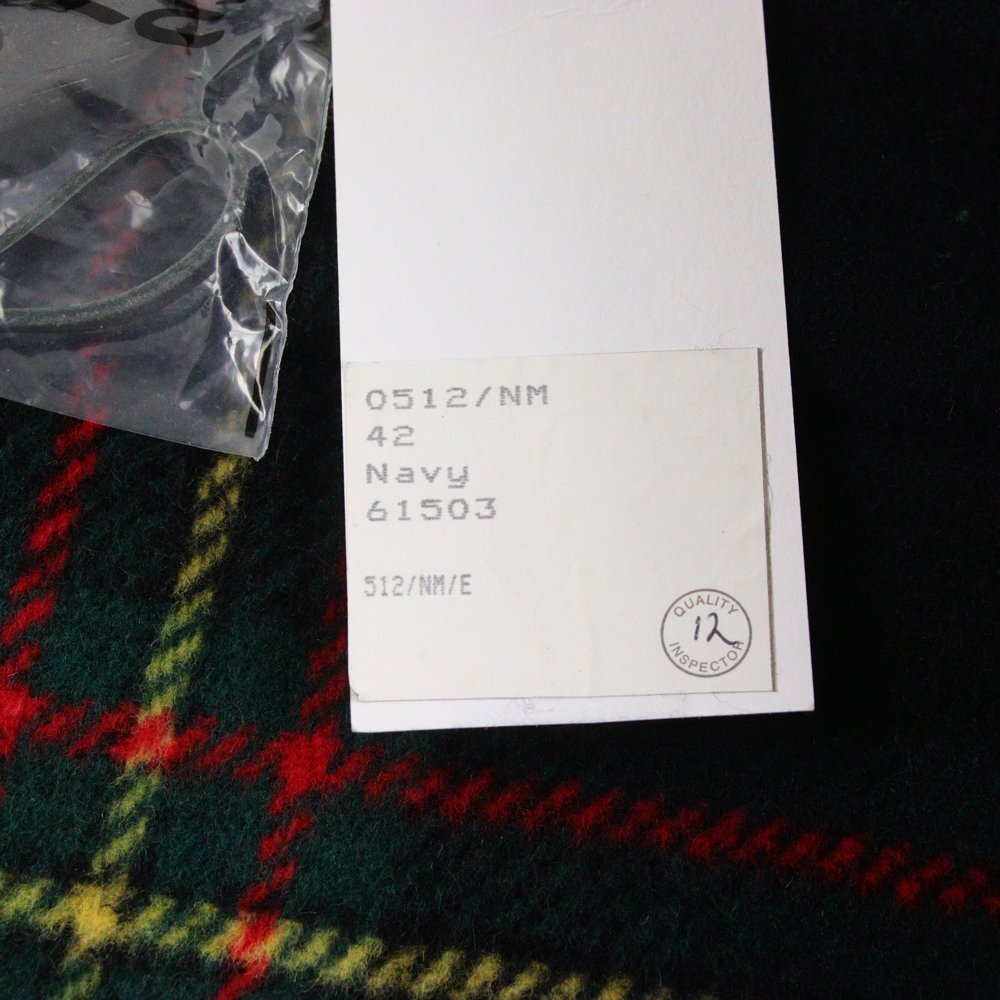 0512/NM
42
Navy
61503
512/NM/E
QUALITY
12
INSPECTOR